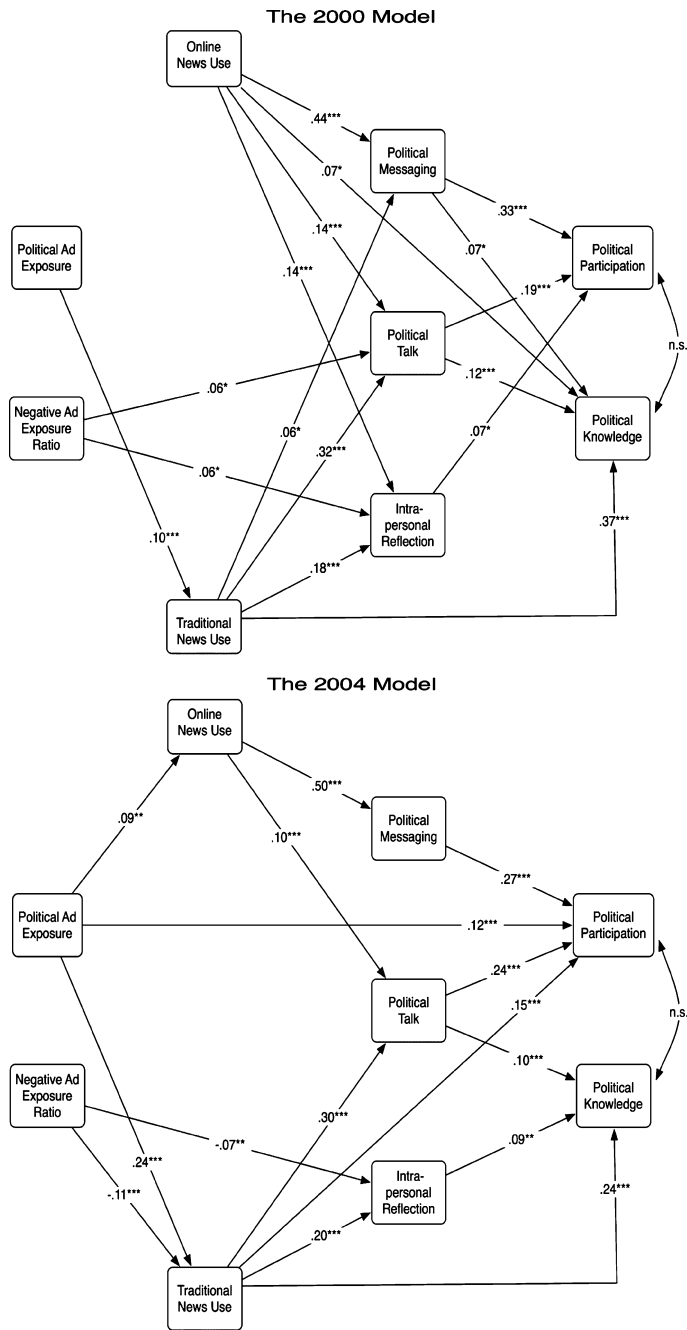 The 2000 Model
Online
News Use
.44***
Political
Messaging
.07*
.33***
.14***
.07*
Political Ad
Exposure
Political
Participation
.14***
.19***
Political
Talk
n.s.
.06*
.12***
Negative Ad
Exposure
Ratio
Political
Knowledge
.06*
.07*
.32***
.06*
Intra-
personal
Reflection
.37***
.10***
.18***
Traditional
News Use
The 2004 Model
Online
News Use
.50***
.09**
Political
Messaging
.10***
.27***
Political Ad
Exposure
.12***
Political
Participation
.24***
Political
Talk
.15***
n.s.
.10***
Negative Ad
Exposure
Ratio
Political
Knowledge
.30***
-.07**
.09**
.24***
-.11***
Intra-
personal
Reflection
.24***
.20***
Traditional
News Use